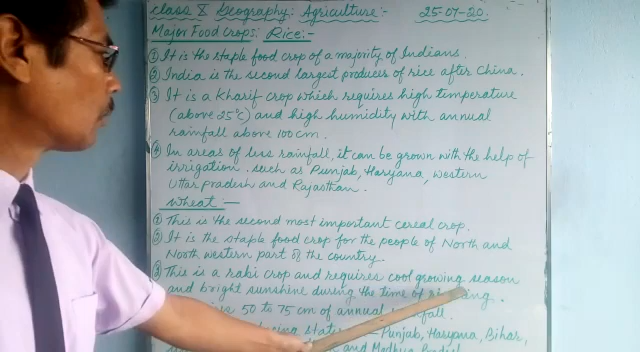 Class X Geography: Agriculture:- 25-07-20.
Major Food Crops: Rice:-
① It is the staple food crop of a majority of Indians.
② India is the second largest producer of rice after China.
③ It is a Kharif crop which requires high temperature
(above 25°C) and high humidity with annual
rainfall above 100cm.
④ In areas of less rainfall, it can be grown with the help of
irrigation. such as Punjab, Haryana, western
Uttar pradesh and Rajasthan.
Wheat:—
① This is the second most important cereal crop.
② It is the staple food crop for the people of North and
North western part of the country.
③ This is a rabi crop and requires cool growing season
and bright sunshine during the time of
50 to 75 cm of annual
Punjab, Haryana, Bihar,
and Madhya